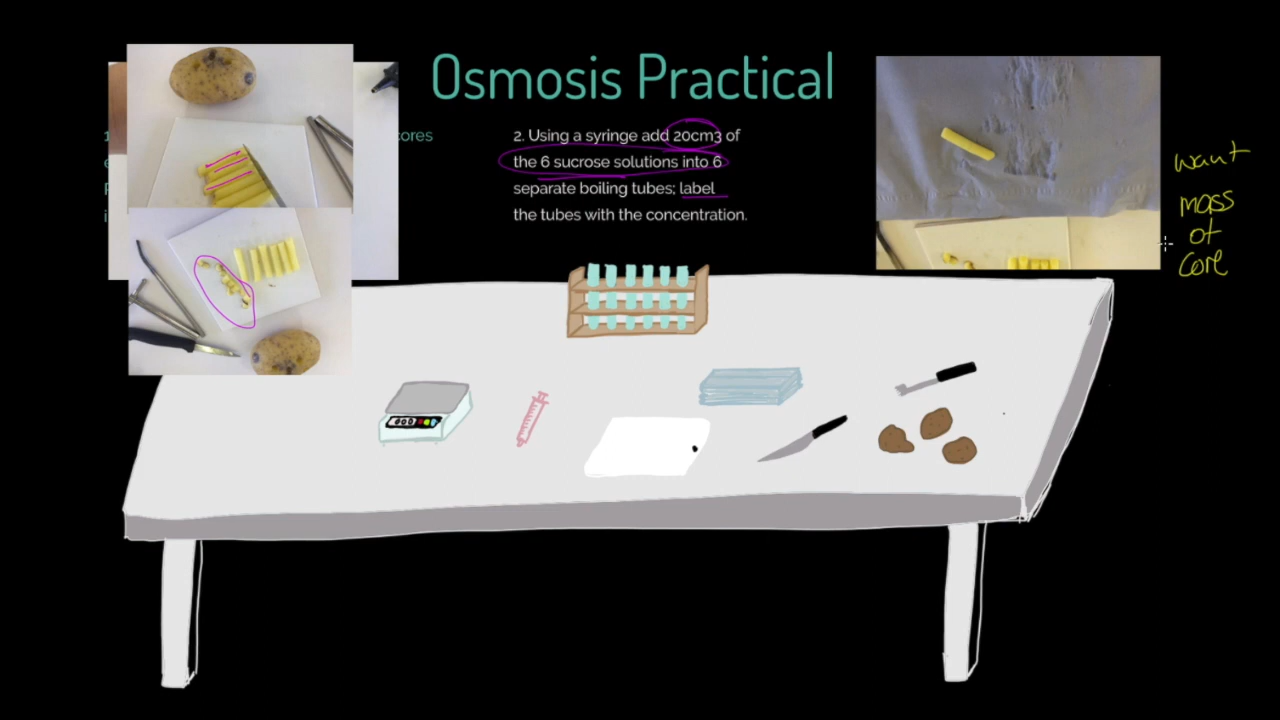 Osmosis Practical
cores
2. Using a syringe add 20cm3 of
the 6 sucrose solutions into 6
separate boiling tubes; label
the tubes with the concentration.
want
mass
of
core